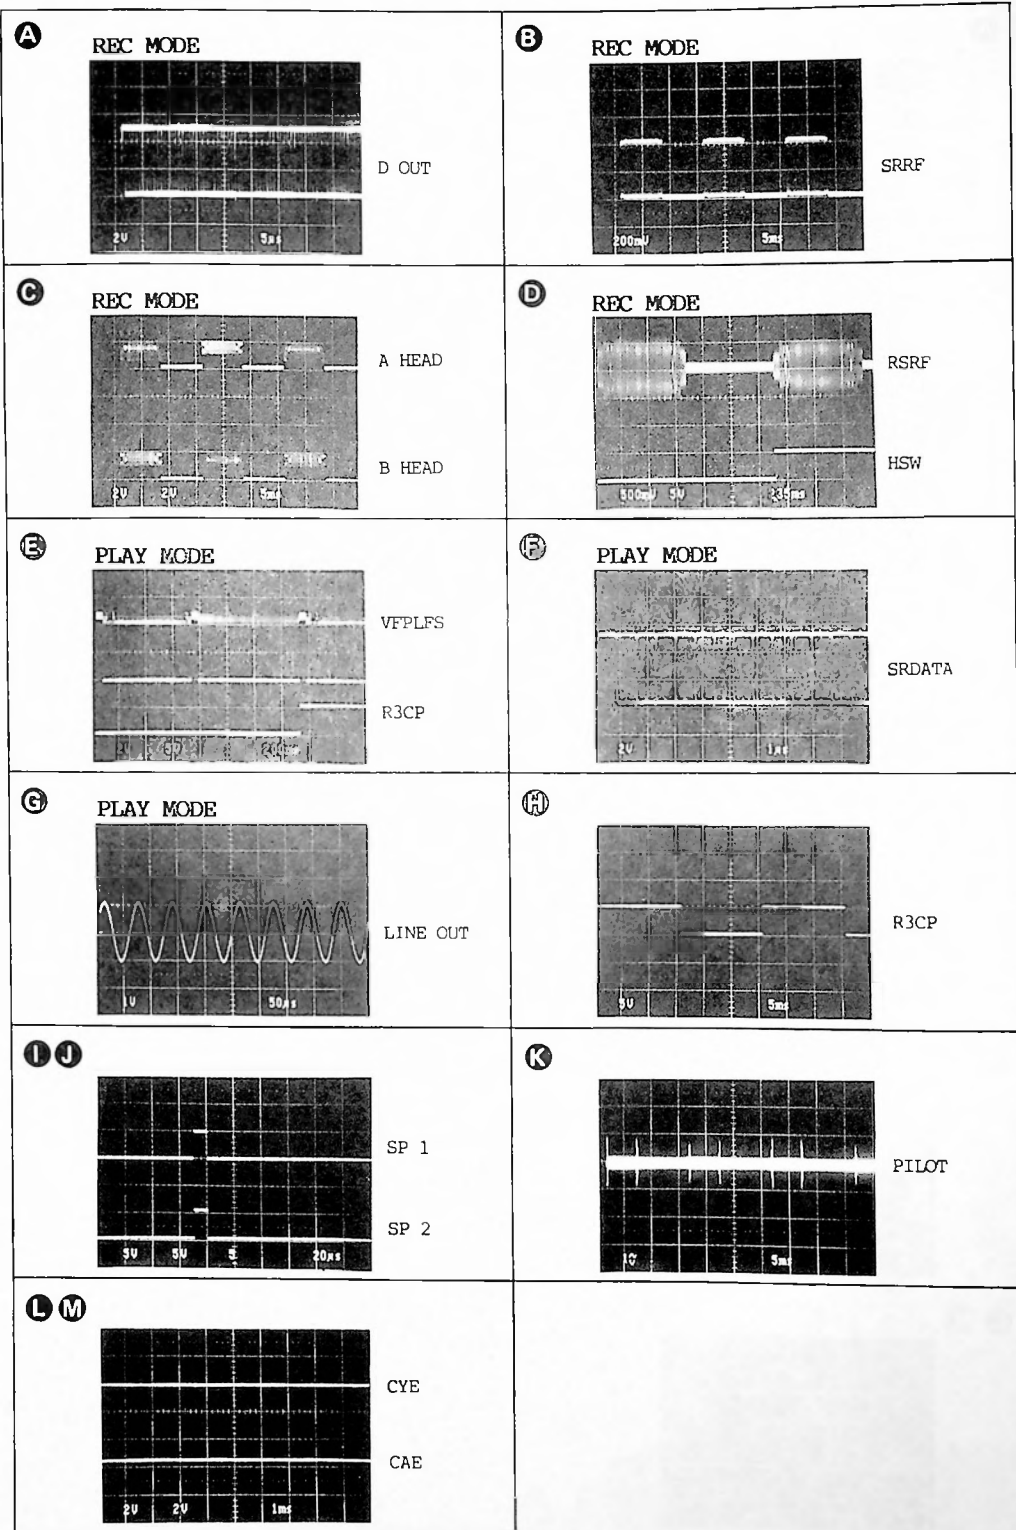 A
REC MODE
D OUT
2V 5ms
B
REC MODE
SRRF
200mV 5ms
C
REC MODE
A HEAD
B HEAD
2V 2V 5ms
D
REC MODE
RSRF
HSW
500mV 5V
E
PLAY MODE
VFPLFS
R3CP
F
PLAY MODE
SRDATA
2V 1ms
G
PLAY MODE
LINE OUT
1V 50µs
H
R3CP
5V 5ms
I J
SP 1
SP 2
5V 5V 20µs
K
PILOT
5ms
L M
CYE
CAE
2V 2V 1ms